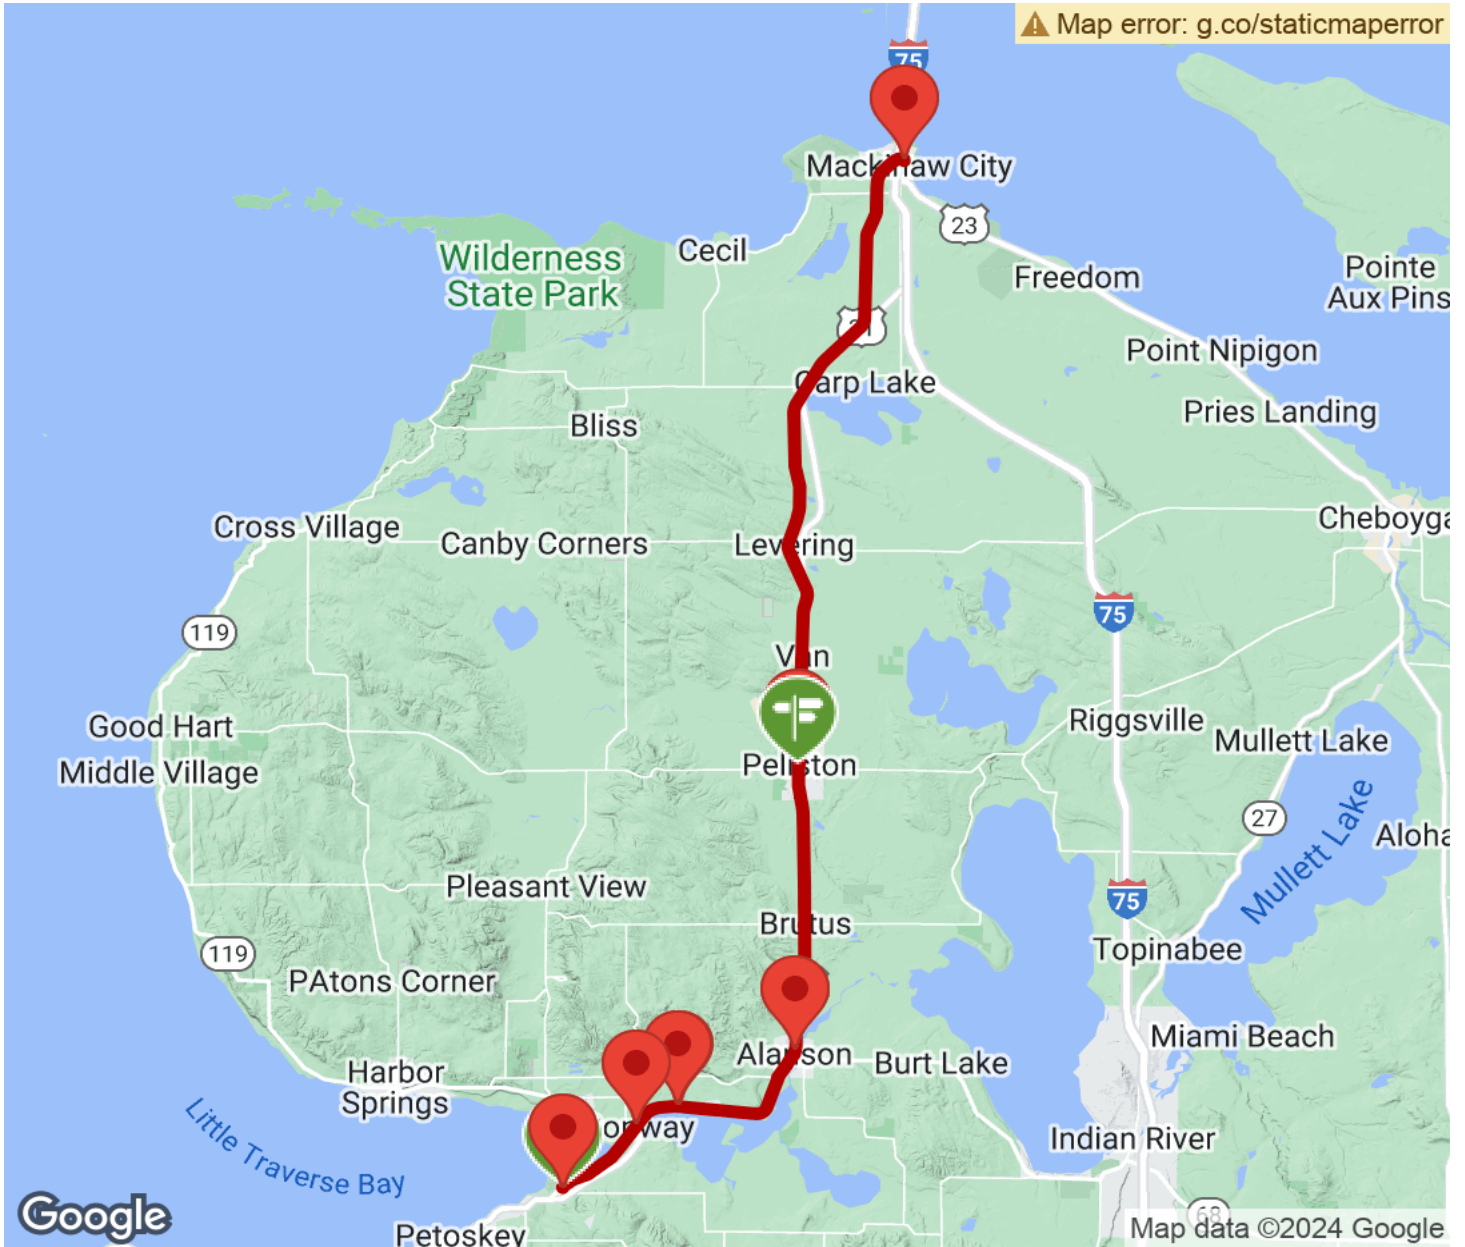 Map error: g.co/staticmaperror
75
Mackinaw City
23
Cecil
Wilderness
State Park
Freedom
Pointe
Aux Pins
Point Nipigon
Carp Lake
Pries Landing
Bliss
Cheboyga
Cross Village
Canby Corners
Levering
75
119
Van
Good Hart
Riggsville
Mullett Lake
Middle Village
Pellston
27
Mullett Lake
Aloha
Pleasant View
75
Brutus
119
Topinabee
PAtons Corner
Miami Beach
Alanson
Burt Lake
Harbor
Springs
Little Traverse Bay
onway
Indian River
68
Google
Petoskey
Map data ©2024 Google